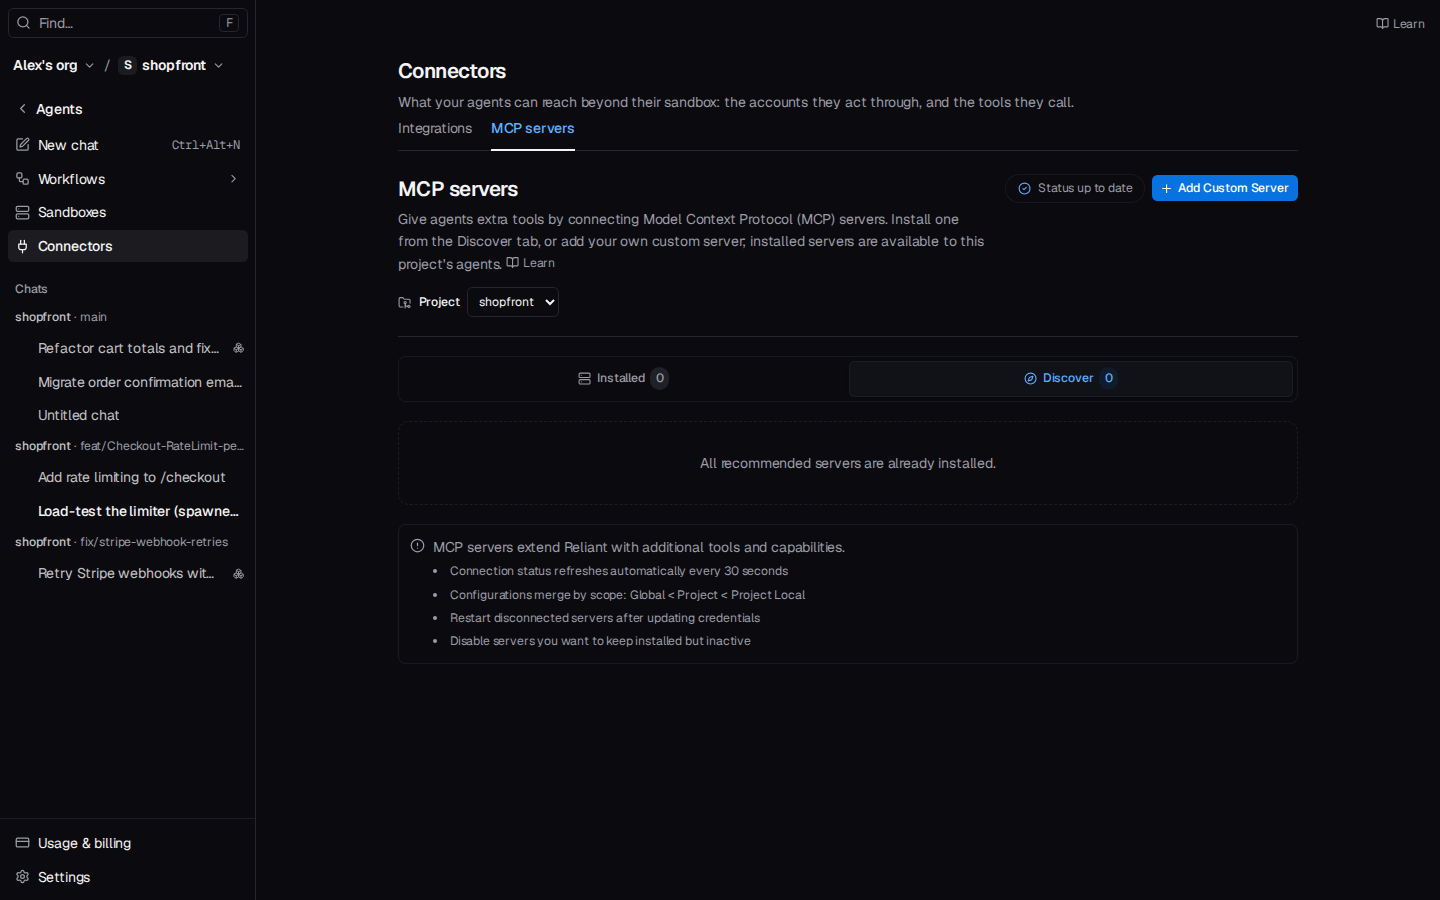 Find...
F
Learn
Alex's org / S shopfront
Agents
New chat Ctrl+Alt+N
Workflows
Sandboxes
Connectors
Chats
shopfront · main
Refactor cart totals and fix...
Migrate order confirmation ema...
Untitled chat
shopfront · feat/Checkout-RateLimit-pe...
Add rate limiting to /checkout
Load-test the limiter (spawne...
shopfront · fix/stripe-webhook-retries
Retry Stripe webhooks wit...
Usage & billing
Settings
Connectors
What your agents can reach beyond their sandbox: the accounts they act through, and the tools they call.
Integrations MCP servers
MCP servers
Status up to date
Add Custom Server
Give agents extra tools by connecting Model Context Protocol (MCP) servers. Install one
from the Discover tab, or add your own custom server; installed servers are available to this
project's agents. Learn
Project shopfront
Installed 0
Discover 0
All recommended servers are already installed.
MCP servers extend Reliant with additional tools and capabilities.
• Connection status refreshes automatically every 30 seconds
• Configurations merge by scope: Global < Project < Project Local
• Restart disconnected servers after updating credentials
• Disable servers you want to keep installed but inactive